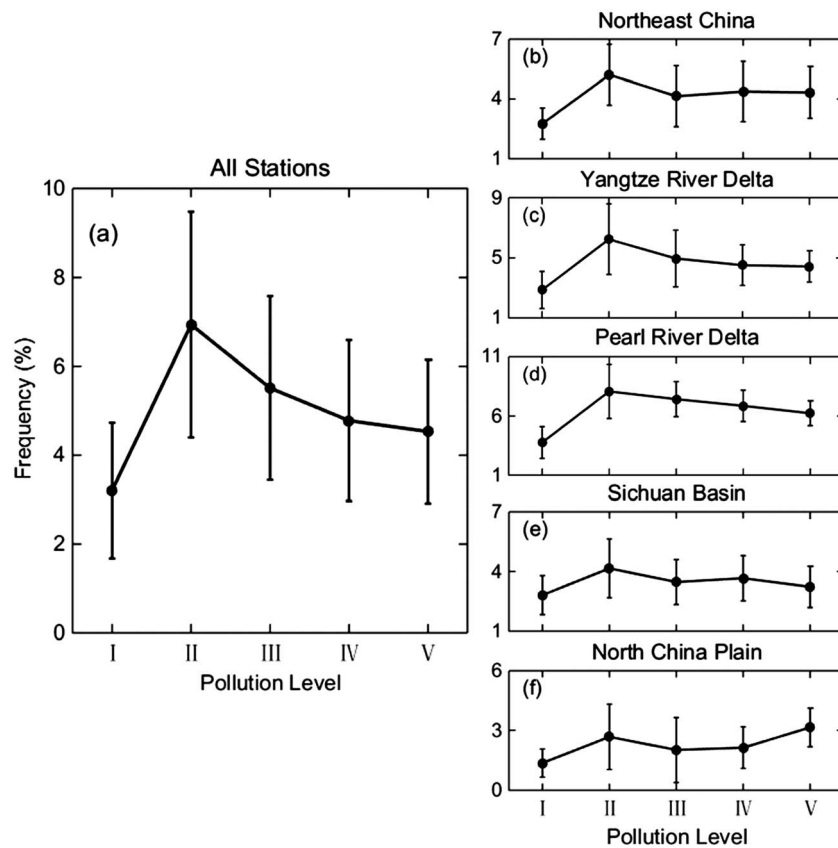 All Stations
(a)
10
8
6
4
2
0
Frequency (%)
I II III IV V
Pollution Level
Northeast China
(b)
7
4
1
Yangtze River Delta
(c)
9
5
1
Pearl River Delta
(d)
11
6
1
Sichuan Basin
(e)
7
4
1
North China Plain
(f)
6
3
0
I II III IV V
Pollution Level